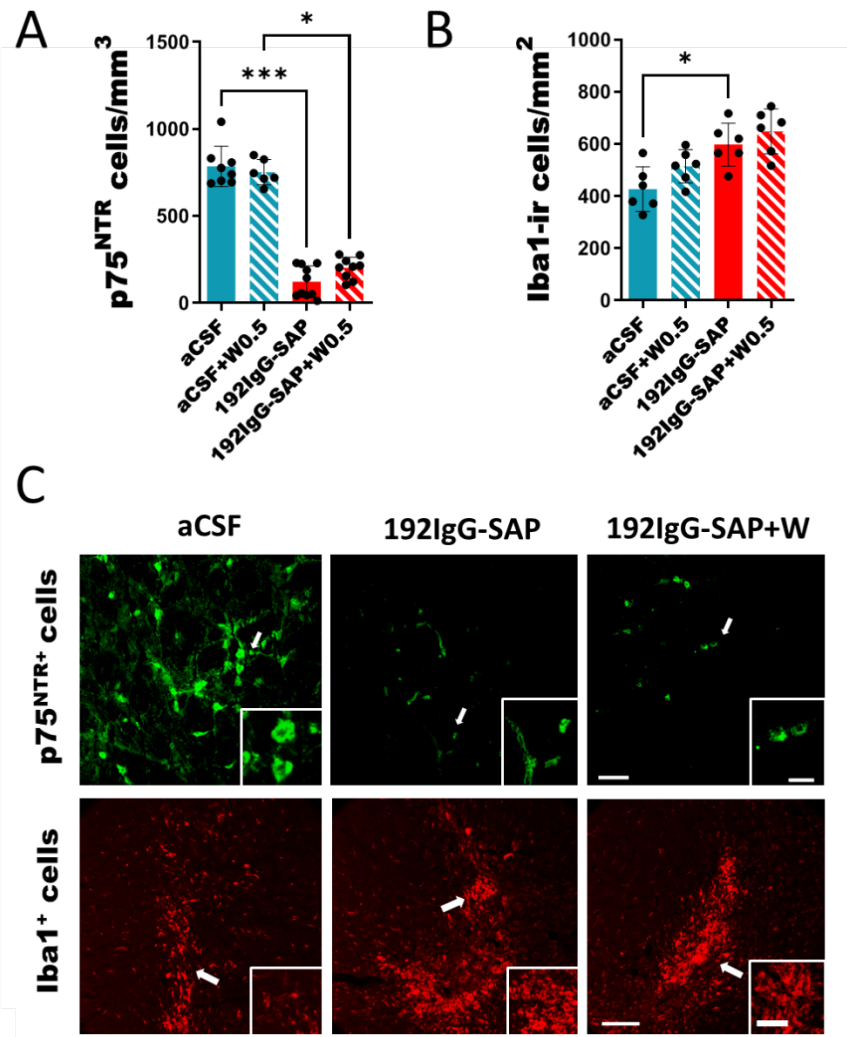 A
p75NTR cells/mm3
1500
1000
500
0
***
*
aCSF
aCSF+W0.5
192IgG-SAP
192IgG-SAP+W0.5
B
Iba1-ir cells/mm2
1000
800
600
400
200
0
*
aCSF
aCSF+W0.5
192IgG-SAP
192IgG-SAP+W0.5
C
aCSF
192IgG-SAP
192IgG-SAP+W
p75NTR+ cells
Iba1+ cells